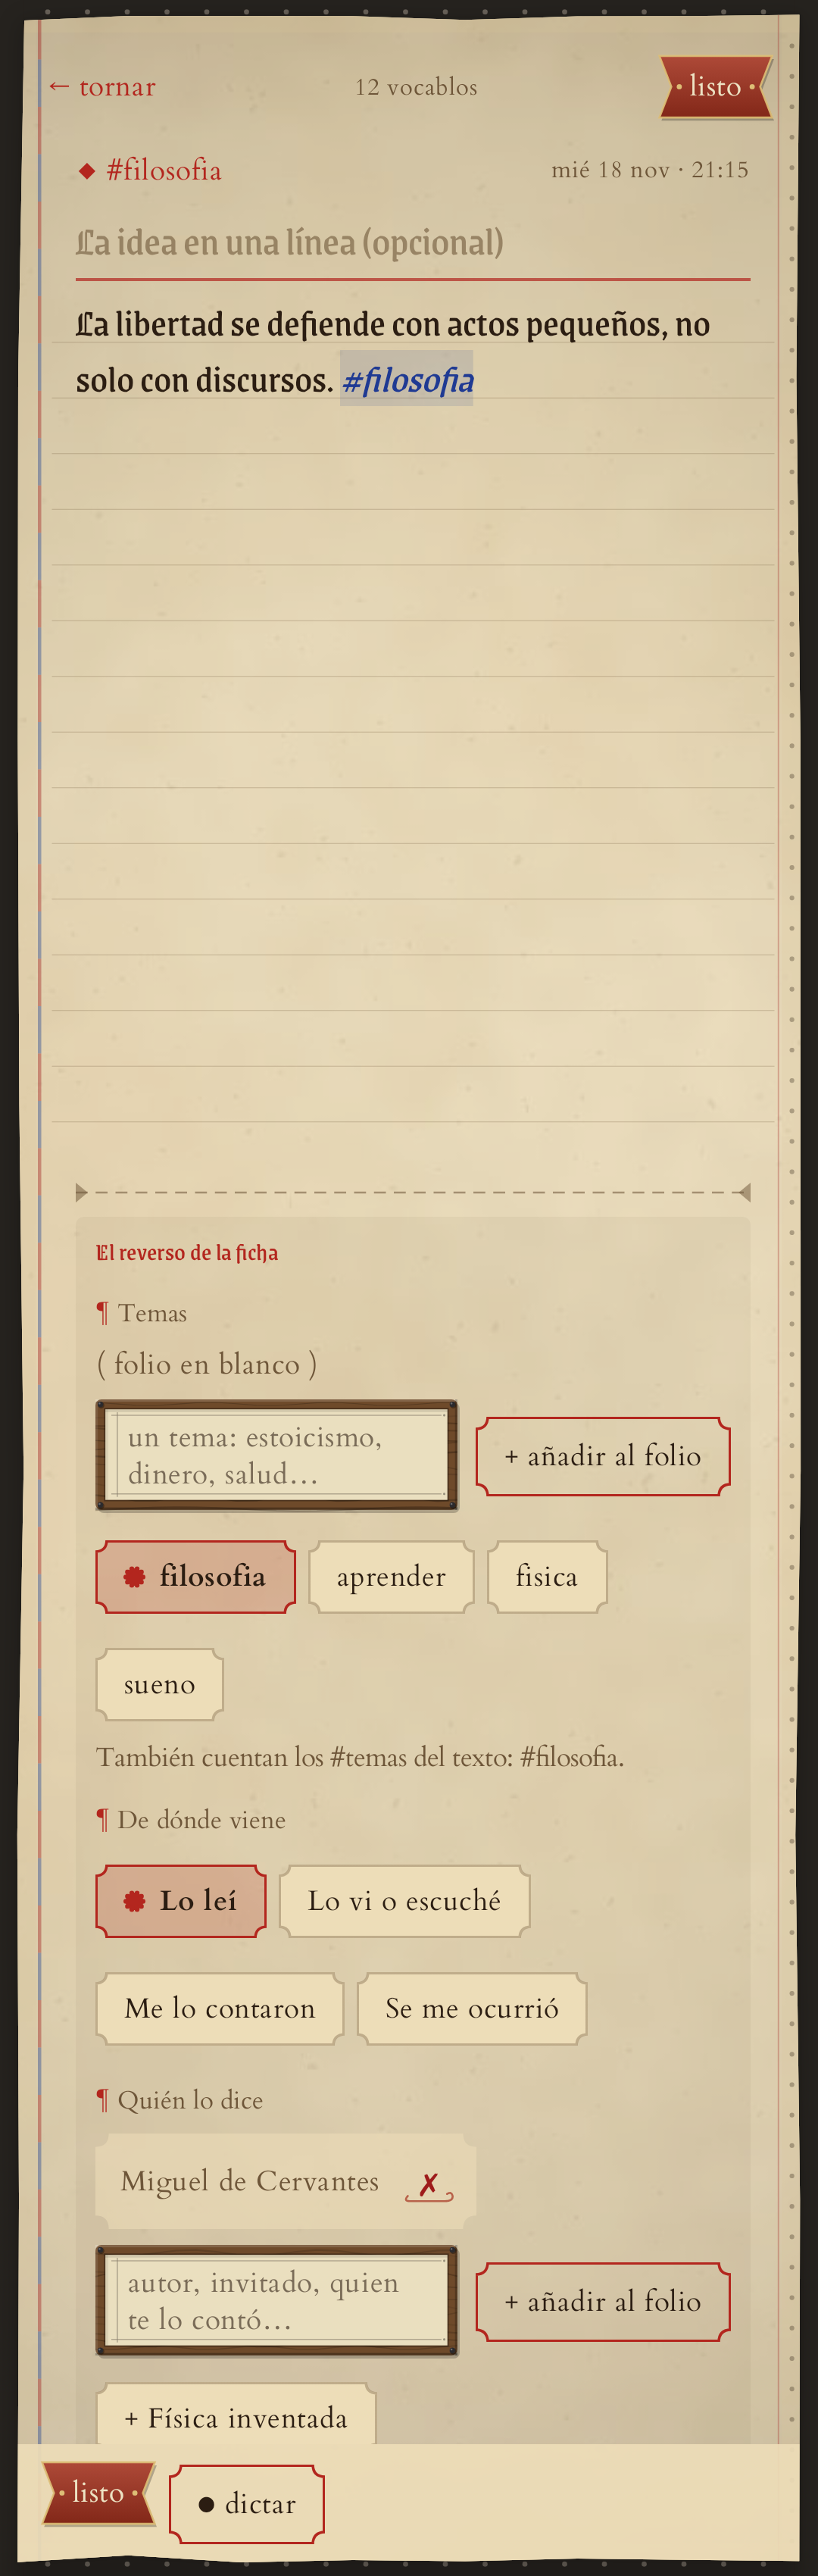 ← tornar
12 vocablos
· listo ·
◆ #filosofia
mié 18 nov · 21:15
La idea en una línea (opcional)
La libertad se defiende con actos pequeños, no
solo con discursos. #filosofia
El reverso de la ficha
¶ Temas
( folio en blanco )
un tema: estoicismo,
dinero, salud…
+ añadir al folio
filosofia
aprender
fisica
sueno
También cuentan los #temas del texto: #filosofia.
¶ De dónde viene
Lo leí
Lo vi o escuché
Me lo contaron
Se me ocurrió
¶ Quién lo dice
Miguel de Cervantes ✗
autor, invitado, quien
te lo contó…
+ añadir al folio
+ Física inventada
· listo ·
● dictar